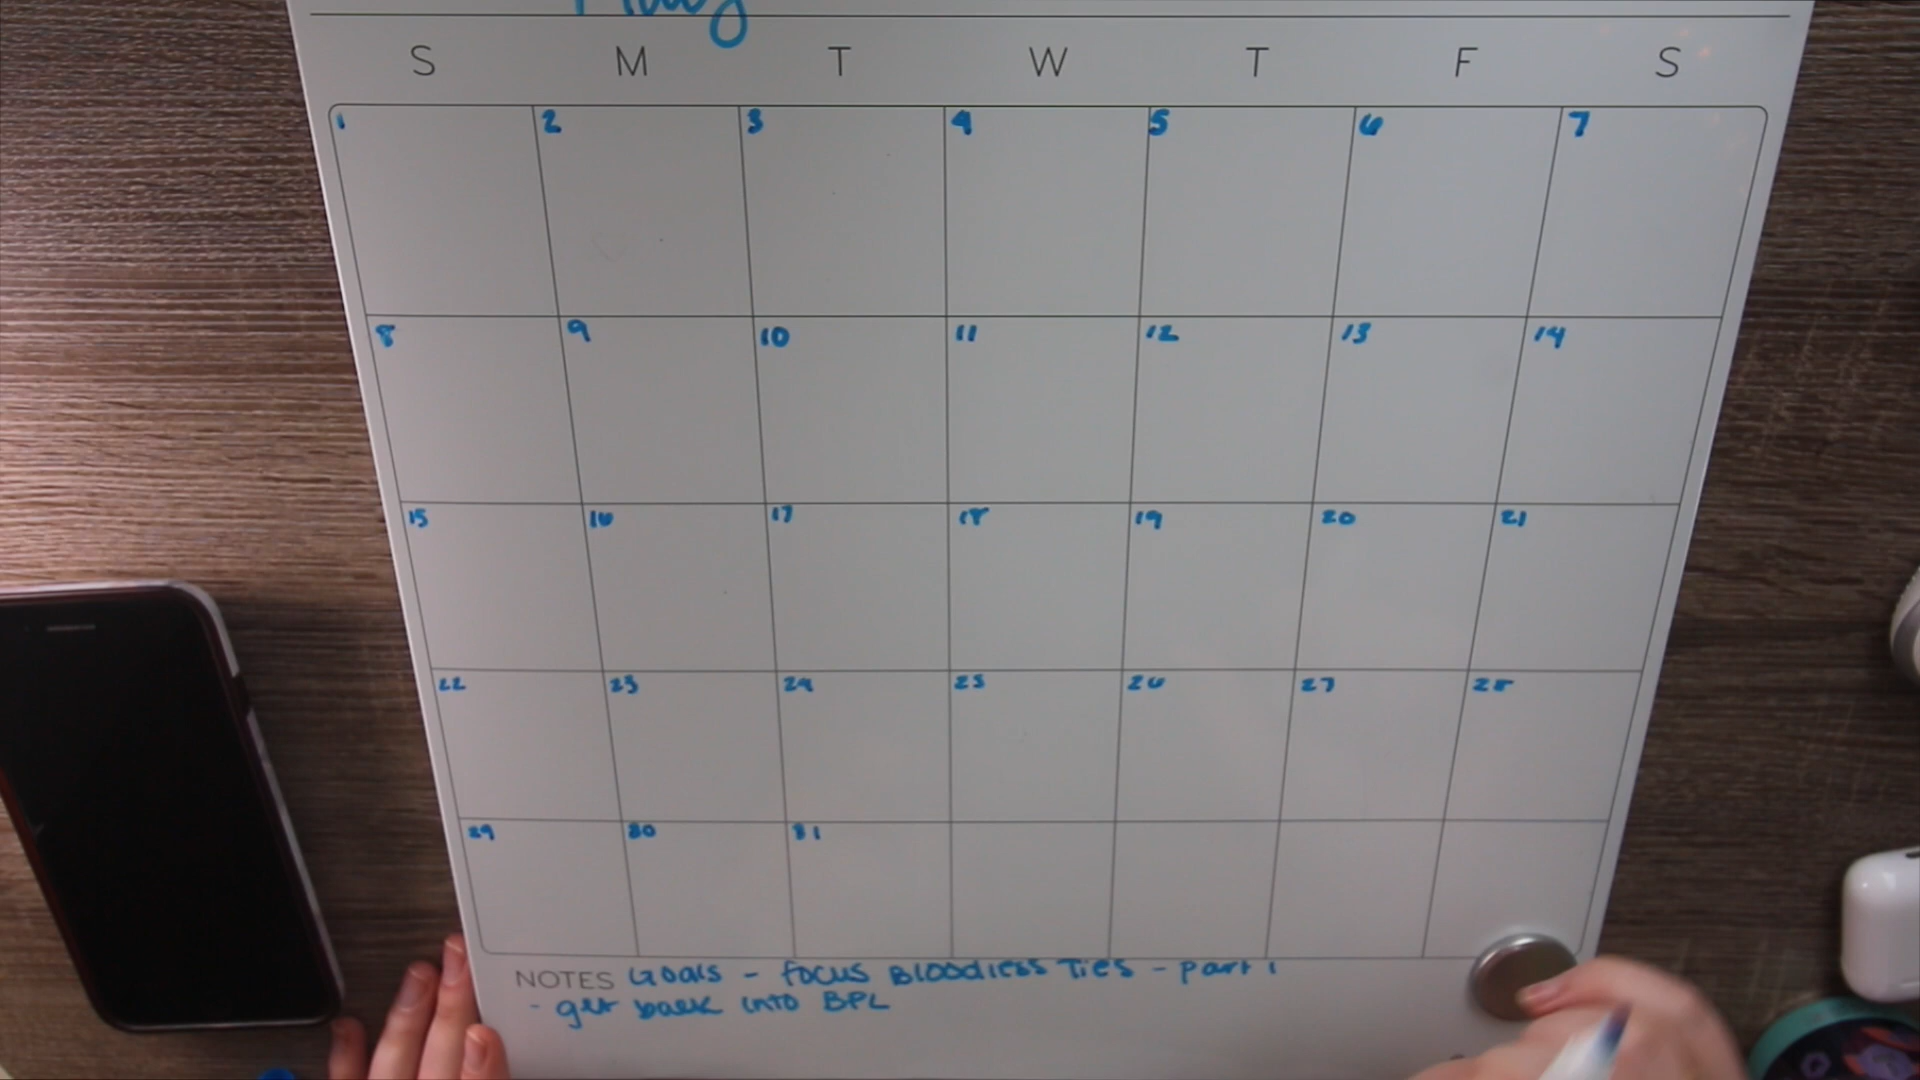 May
S M T W T F S
1 2 3 4 5 6 7
8 9 10 11 12 13 14
15 16 17 18 19 20 21
22 23 24 25 26 27 28
29 30 31
NOTES Goals - Focus Bloodless Ties - Part 1
- get back into BPL